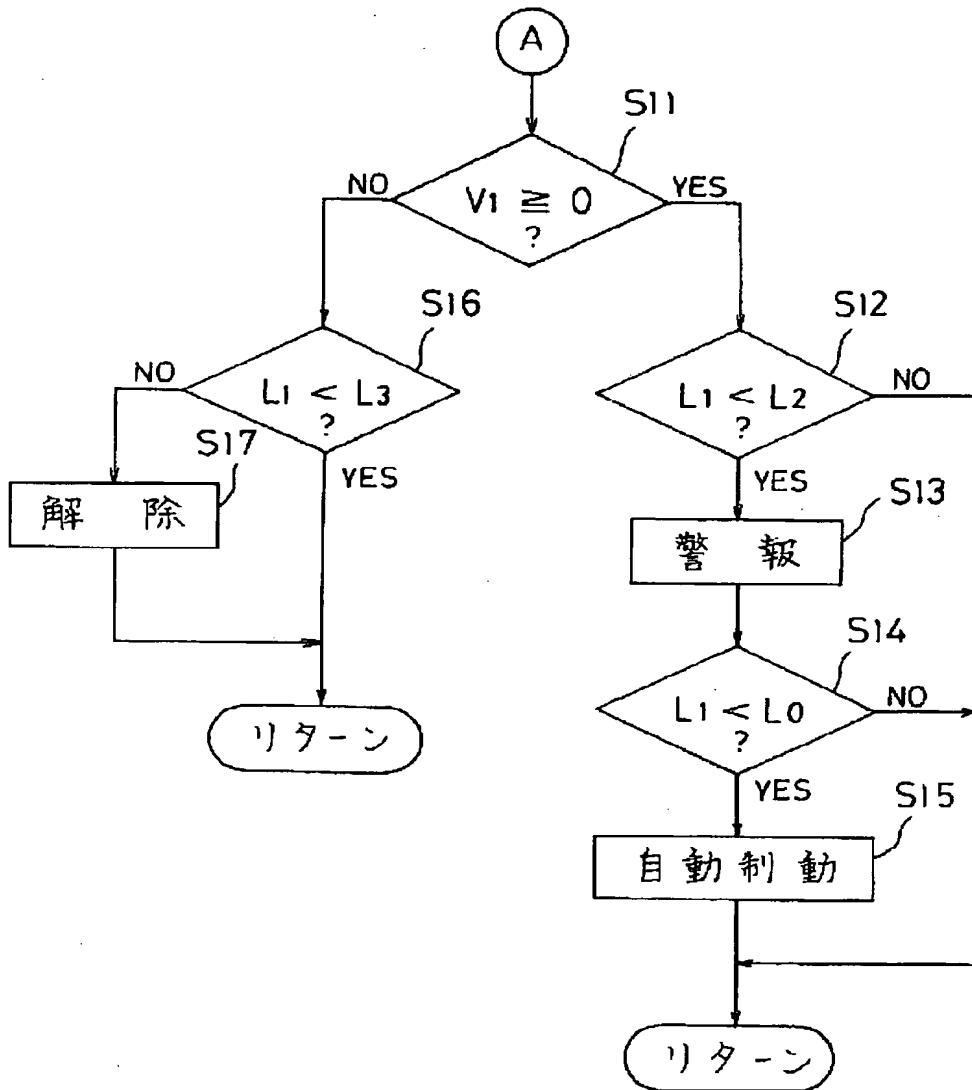 A
S11
NO
V1 ≧ 0
?
YES
S16
NO
L1 < L3
?
YES
S12
L1 < L2
?
NO
YES
S17
解 除
S13
警 報
S14
L1 < L0
?
NO
YES
リターン
S15
自動制動
リターン